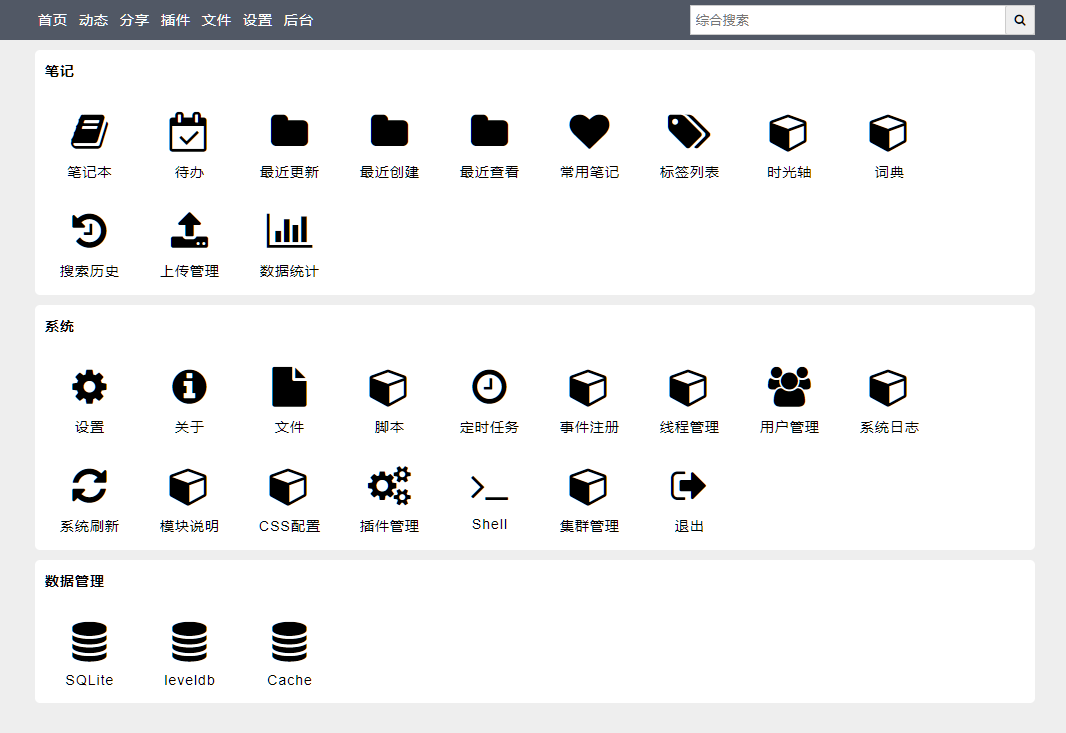 首页 动态 分享 插件 文件 设置 后台 综合搜索
笔记
笔记本 待办 最近更新 最近创建 最近查看 常用笔记 标签列表 时光轴 词典
搜索历史 上传管理 数据统计
系统
设置 关于 文件 脚本 定时任务 事件注册 线程管理 用户管理 系统日志
系统刷新 模块说明 CSS配置 插件管理 Shell 集群管理 退出
数据管理
SQLite leveldb Cache